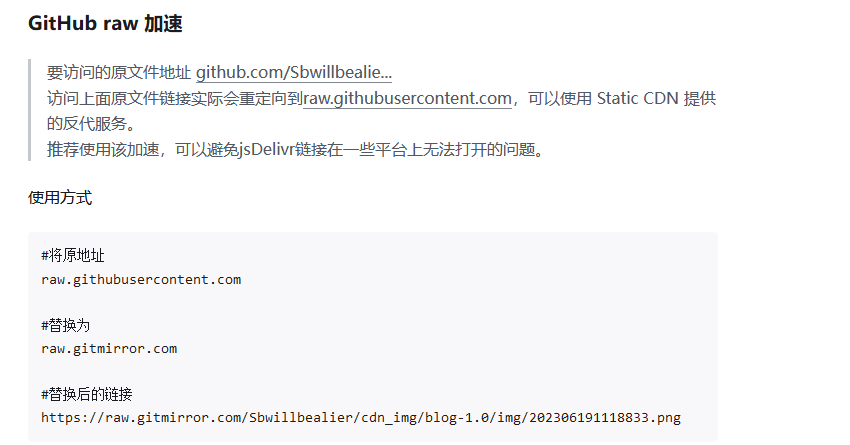 GitHub raw 加速
要访问的原文件地址 github.com/Sbwillbealie...
访问上面原文件链接实际会重定向到raw.githubusercontent.com，可以使用 Static CDN 提供
的反代服务。
推荐使用该加速，可以避免jsDelivr链接在一些平台上无法打开的问题。
使用方式
#将原地址
raw.githubusercontent.com
#替换为
raw.gitmirror.com
#替换后的链接
https://raw.gitmirror.com/Sbwillbealier/cdn_img/blog-1.0/img/202306191118833.png